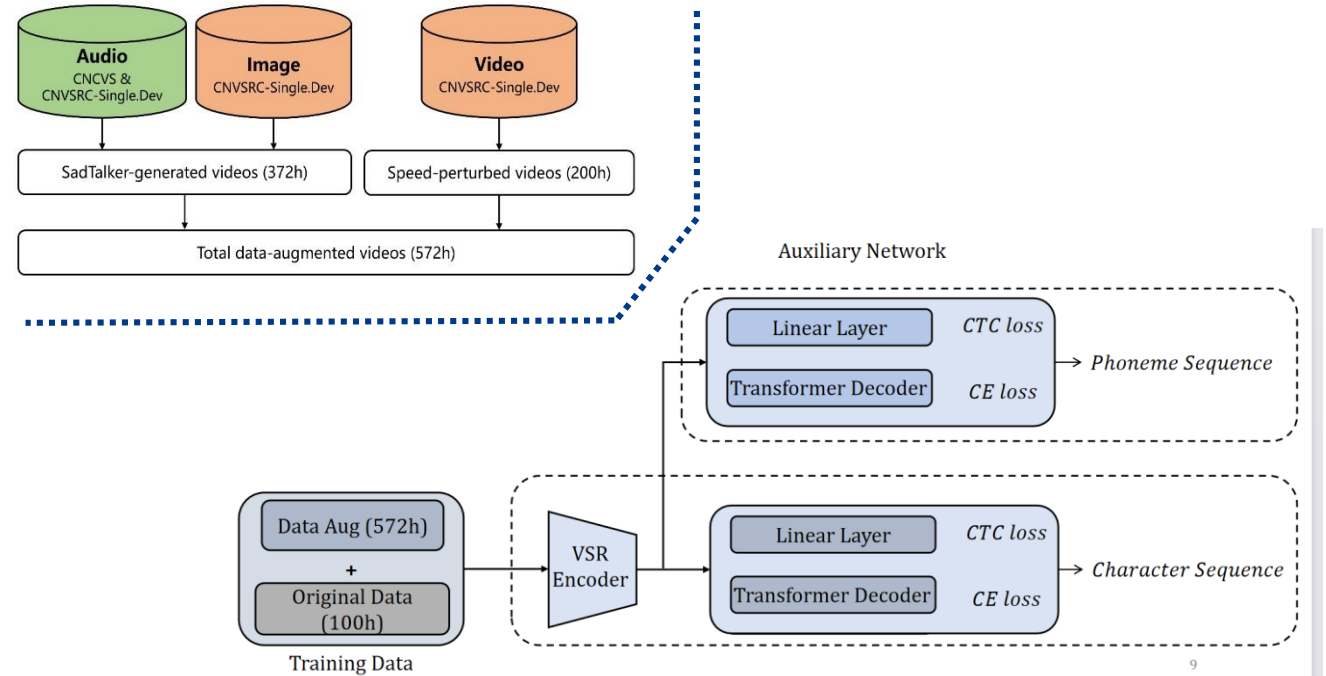 Audio
CNCVS &
CNVSRC-Single.Dev
Image
CNVSRC-Single.Dev
Video
CNVSRC-Single.Dev
SadTalker-generated videos (372h)
Speed-perturbed videos (200h)
Total data-augmented videos (572h)
Auxiliary Network
Linear Layer
CTC loss
Transformer Decoder
CE loss
Phoneme Sequence
Data Aug (572h)
+
Original Data
(100h)
Training Data
VSR
Encoder
Linear Layer
CTC loss
Transformer Decoder
CE loss
Character Sequence
9